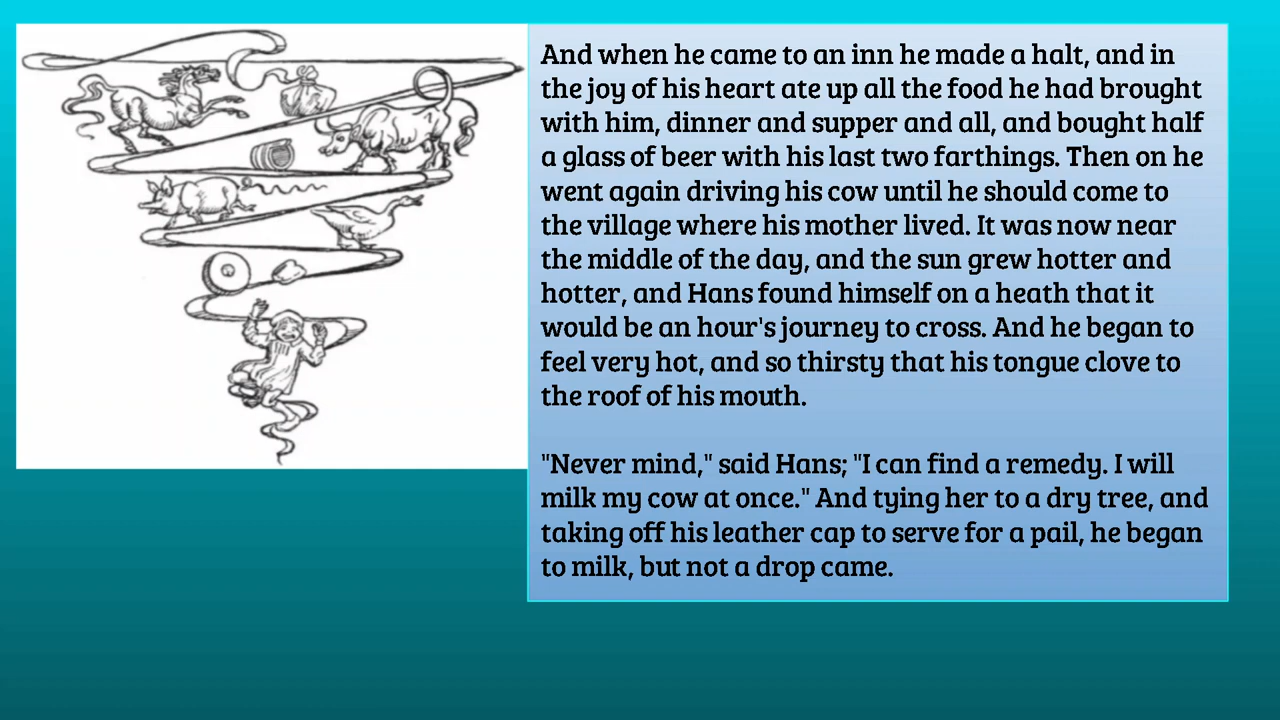 And when he came to an inn he made a halt, and in
the joy of his heart ate up all the food he had brought
with him, dinner and supper and all, and bought half
a glass of beer with his last two farthings. Then on he
went again driving his cow until he should come to
the village where his mother lived. It was now near
the middle of the day, and the sun grew hotter and
hotter, and Hans found himself on a heath that it
would be an hour's journey to cross. And he began to
feel very hot, and so thirsty that his tongue clove to
the roof of his mouth.
"Never mind," said Hans; "I can find a remedy. I will
milk my cow at once." And tying her to a dry tree, and
taking off his leather cap to serve for a pail, he began
to milk, but not a drop came.